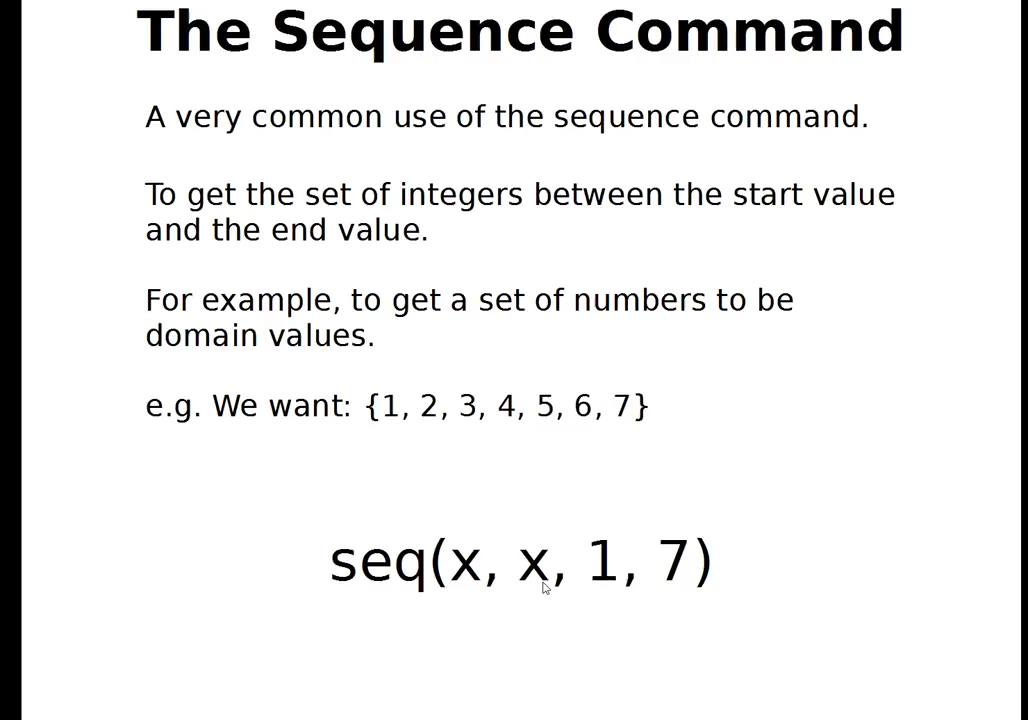 The Sequence Command
A very common use of the sequence command.
To get the set of integers between the start value
and the end value.
For example, to get a set of numbers to be
domain values.
e.g. We want: {1, 2, 3, 4, 5, 6, 7}
seq(x, x, 1, 7)